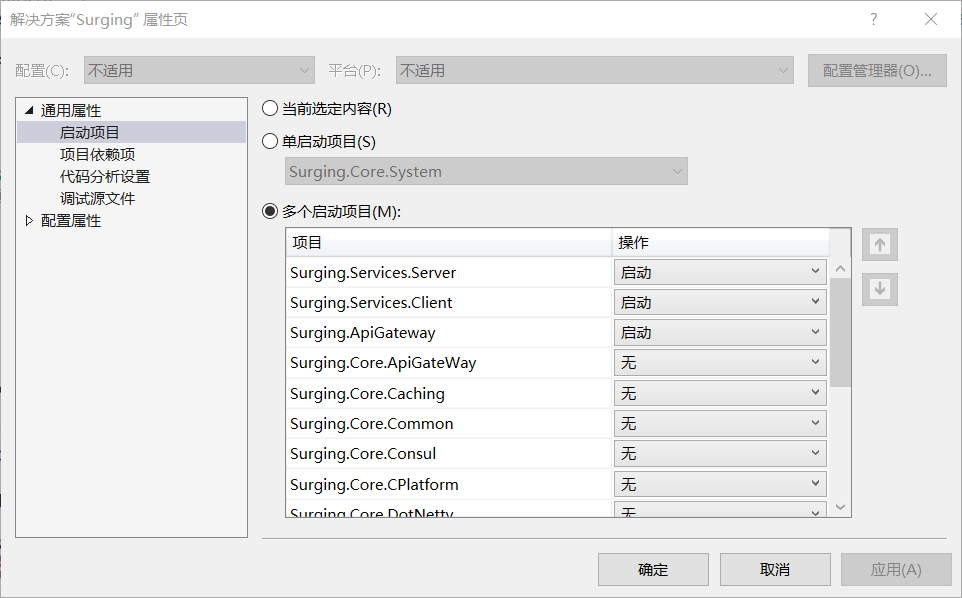 解决方案“Surging” 属性页
?
配置(C):
不适用
平台(P):
不适用
配置管理器(O)...
通用属性
启动项目
项目依赖项
代码分析设置
调试源文件
配置属性
当前选定内容(R)
单启动项目(S)
Surging.Core.System
多个启动项目(M):
项目 操作
Surging.Services.Server 启动
Surging.Services.Client 启动
Surging.ApiGateway 启动
Surging.Core.ApiGateWay 无
Surging.Core.Caching 无
Surging.Core.Common 无
Surging.Core.Consul 无
Surging.Core.CPlatform 无
Surging.Core.DotNetty 无
确定 取消 应用(A)